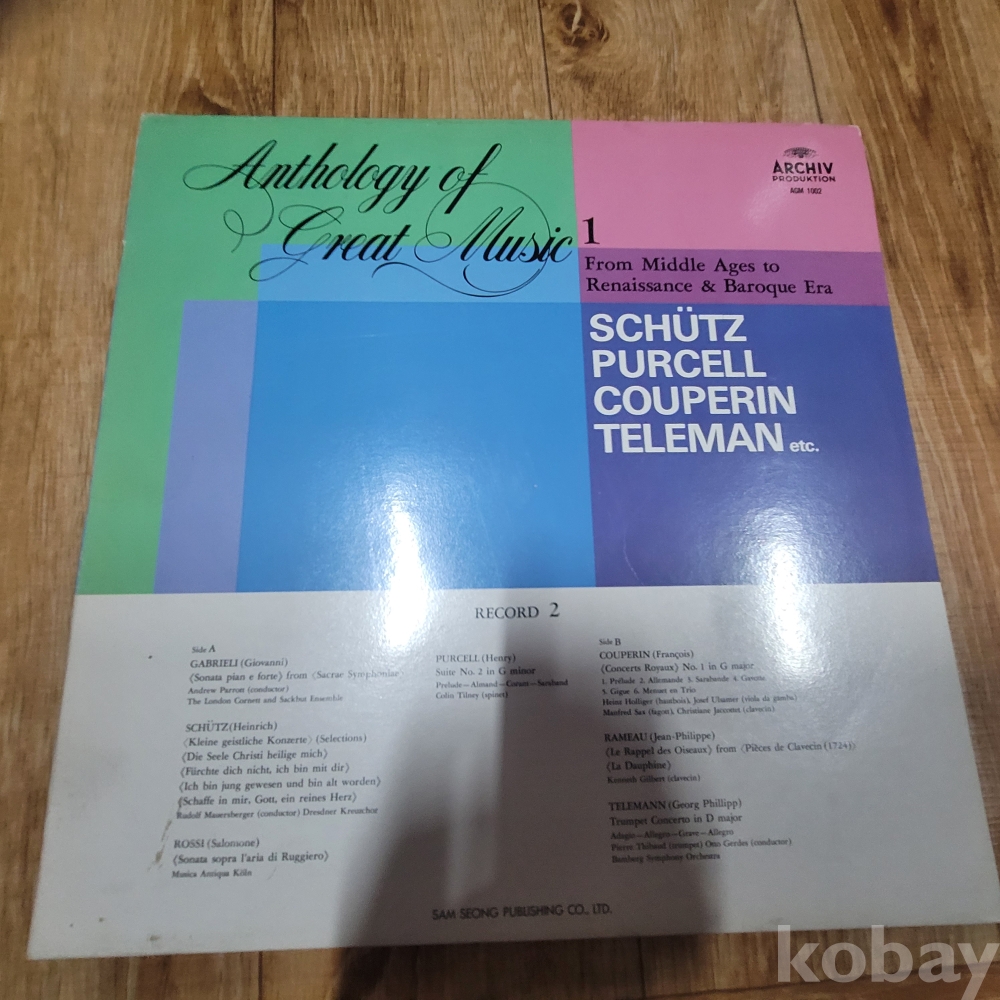 Anthology of
Great Music
ARCHIV
PRODUKTION
AGM 1002
1
From Middle Ages to
Renaissance & Baroque Era
SCHÜTZ
PURCELL
COUPERIN
TELEMAN etc.
RECORD 2
Side A
GABRIELI (Giovanni)
〈Sonata pian e forte〉 from 〈Sacrae Symphoniae〉
Andrew Parrott (conductor)
The London Cornett and Sackbut Ensemble
SCHÜTZ (Heinrich)
〈Kleine geistliche Konzerte〉 (Selections)
〈Die Seele Christi heilige mich〉
〈Fürchte dich nicht, ich bin mit dir〉
〈Ich bin jung gewesen und bin alt worden〉
〈Schaffe in mir, Gott, ein reines Herz〉
Rudolf Mauersberger (conductor) Dresdner Kreuzchor
ROSSI (Salomone)
〈Sonata sopra l'aria di Ruggiero〉
Musica Antiqua Köln
PURCELL (Henry)
Suite No. 2 in G minor
Prelude—Almand—Corant—Saraband
Colin Tilney (spinet)
Side B
COUPERIN (François)
〈Concerts Royaux〉 No. 1 in G major
1. Prélude 2. Allemande 3. Sarabande 4. Gavotte
5. Gigue 6. Menuet en Trio
Heinz Holliger (hautbois), Josef Ulsamer (viola da gamba)
Manfred Sax (fagott), Christiane Jaccottet (clavecin)
RAMEAU (Jean-Philippe)
〈Le Rappel des Oiseaux〉 from 〈Pièces de Clavecin (1724)〉
〈La Dauphine〉
Kenneth Gilbert (clavecin)
TELEMANN (Georg Phillipp)
Trumpet Concerto in D major
Adagio—Allegro—Grave—Allegro
Pierre Thibaud (trumpet) Otto Gerdes (conductor)
Bamberg Symphony Orchestra
SAM SEONG PUBLISHING CO., LTD.
kobay